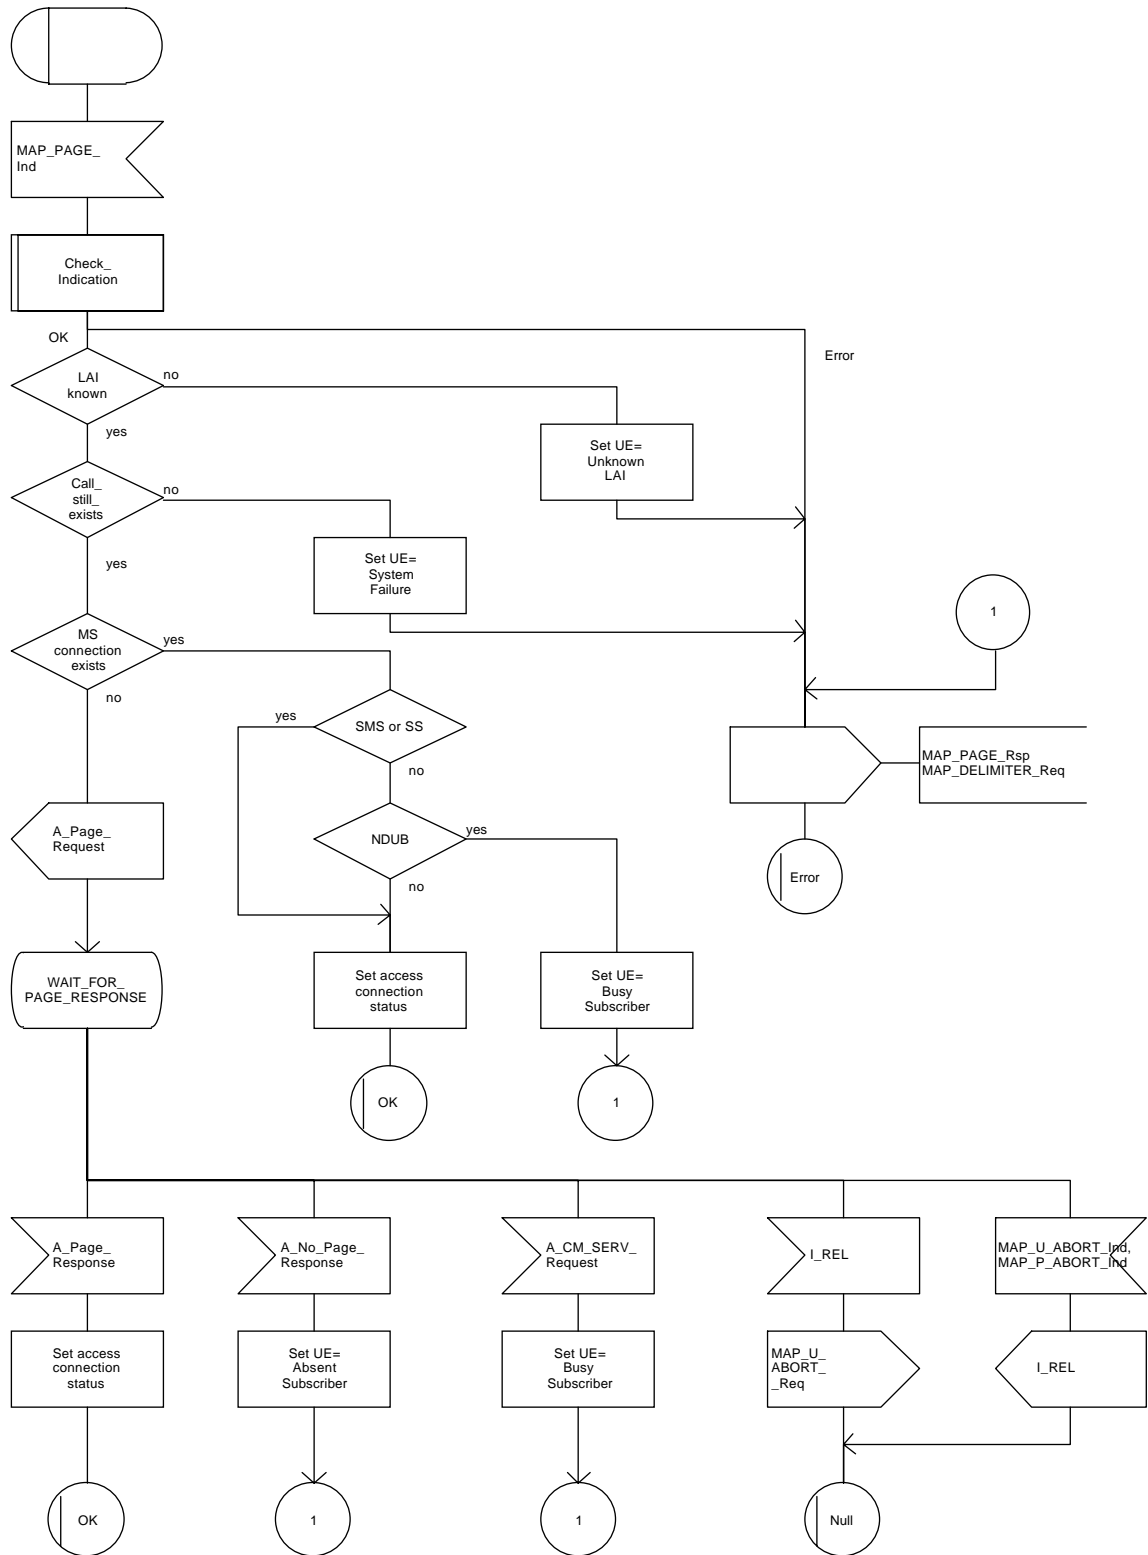 MAP_PAGE_
Ind
Check_
Indication
OK
Error
LAI
known
no
yes
Set UE=
Unknown
LAI
Call_
still_
exists
no
yes
Set UE=
System
Failure
1
MS
connection
exists
yes
no
SMS or SS
yes
no
MAP_PAGE_Rsp
MAP_DELIMITER_Req
A_Page_
Request
NDUB
yes
no
Error
WAIT_FOR_
PAGE_RESPONSE
Set access
connection
status
Set UE=
Busy
Subscriber
OK
1
A_Page_
Response
A_No_Page_
Response
A_CM_SERV_
Request
I_REL
MAP_U_ABORT_Ind,
MAP_P_ABORT_Ind
Set access
connection
status
Set UE=
Absent
Subscriber
Set UE=
Busy
Subscriber
MAP_U_
ABORT_
_Req
I_REL
OK
1
1
Null